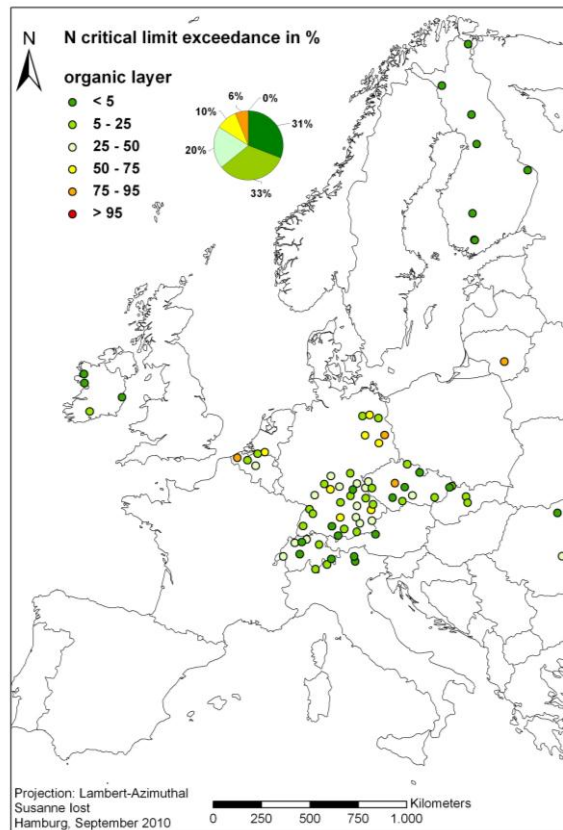 N
N critical limit exceedance in %
organic layer
< 5
5 - 25
25 - 50
50 - 75
75 - 95
> 95
6%
0%
10%
31%
20%
33%
Projection: Lambert-Azimuthal
Susanne Iost
Hamburg, September 2010
Kilometers
0 250 500 750 1.000